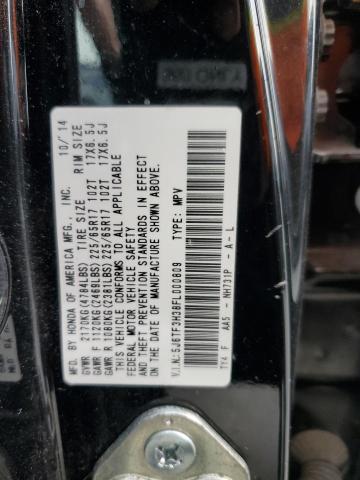 MFD. BY HONDA OF AMERICA MFG., INC. 10/14
GVWR 2170KG(4784LBS) TIRE SIZE RIM SIZE
GAWR F 1120KG(2469LBS) 225/65R17 102T 17X6.5J
GAWR R 1080KG(2381LBS) 225/65R17 102T 17X6.5J
THIS VEHICLE CONFORMS TO ALL APPLICABLE
FEDERAL MOTOR VEHICLE SAFETY
AND THEFT PREVENTION STANDARDS IN EFFECT
ON THE DATE OF MANUFACTURE SHOWN ABOVE.
V.I.N.:5J6TF3H38FL000809 TYPE: MPV
TY4 F AA5 - NH731P - A - L